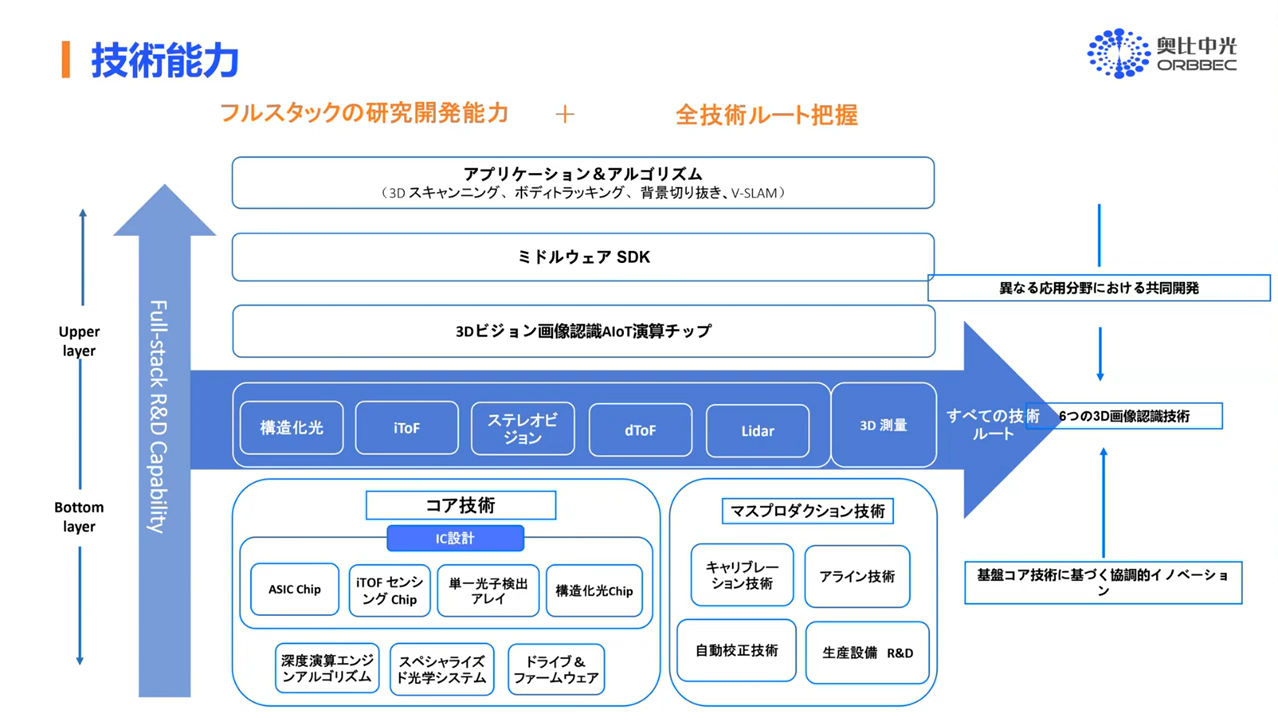 技術能力
奥比中光
ORBBEC
フルスタックの研究開発能力 + 全技術ルート把握
アプリケーション&アルゴリズム
(3D スキャンニング、ボディトラッキング、背景切り抜き、V-SLAM)
ミドルウェア SDK
異なる応用分野における共同開発
3Dビジョン画像認識AIoT演算チップ
Upper
layer
Full-stack R&D Capability
構造化光
iToF
ステレオビ
ジョン
dToF
Lidar
3D 測量
すべての技術
ルート
6つの3D画像認識技術
Bottom
layer
コア技術
IC設計
ASIC Chip
iTOF センシ
ング Chip
単一光子検出
アレイ
構造化光Chip
深度演算エンジ
ンアルゴリズム
スペシャライズ
ド光学システム
ドライブ&
ファームウェア
マスプロダクション技術
キャリブレー
ション技術
アライン技術
自動校正技術
生産設備 R&D
基盤コア技術に基づく協調的イノベーショ
ン